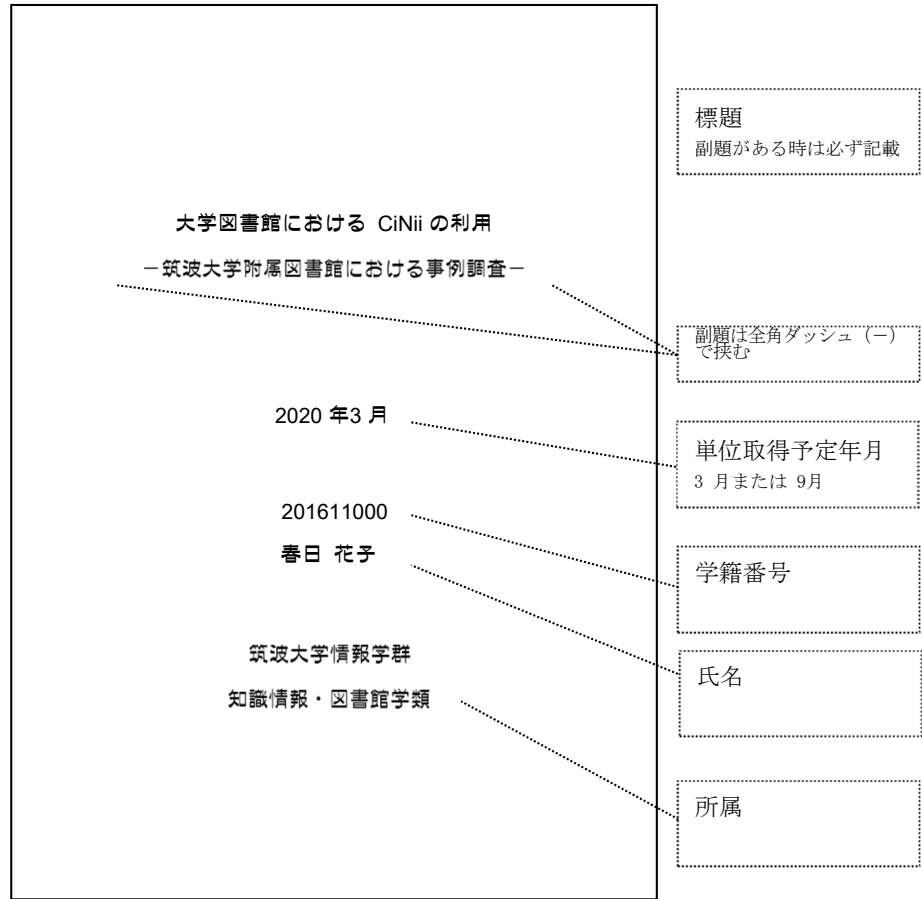 標題
副題がある時は必ず記載
大学図書館における CiNii の利用
－筑波大学附属図書館における事例調査－
副題は全角ダッシュ（－）
で挟む
2020 年3 月
単位取得予定年月
3 月または 9月
201611000
学籍番号
春日 花子
氏名
筑波大学情報学群
知識情報・図書館学類
所属